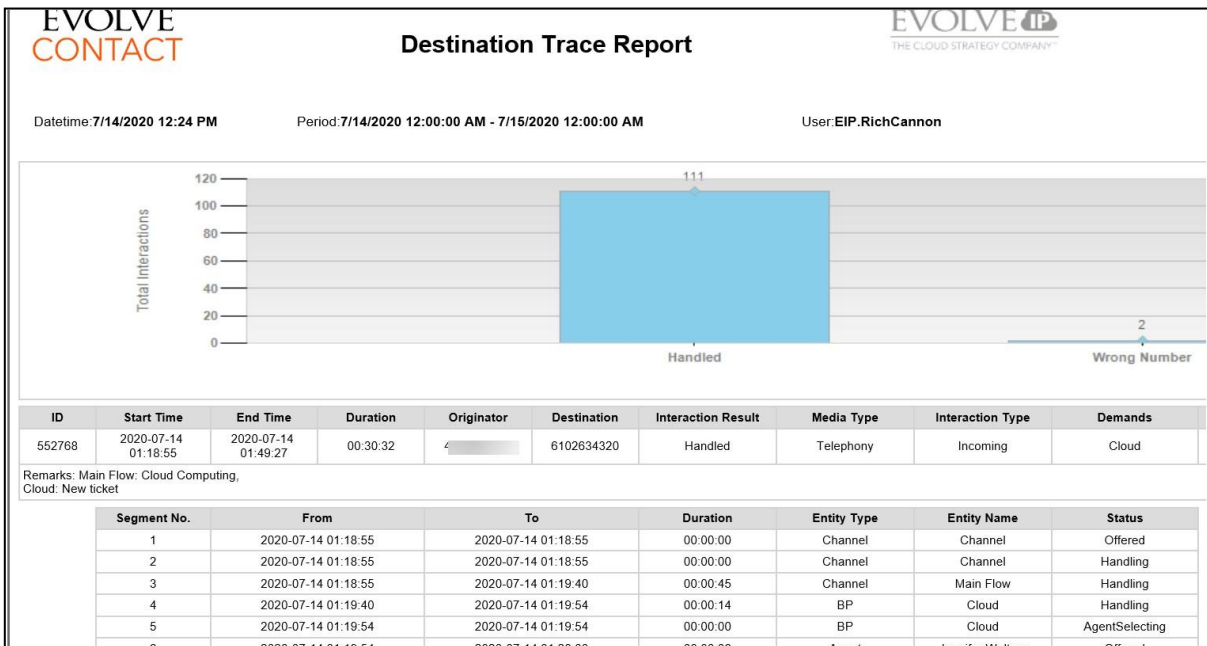 EVOLVE
CONTACT
Destination Trace Report
EVOLVE IP
THE CLOUD STRATEGY COMPANY™
Datetime:7/14/2020 12:24 PM Period:7/14/2020 12:00:00 AM - 7/15/2020 12:00:00 AM User:EIP.RichCannon
Total Interactions
120
100
80
60
40
20
0
111
2
Handled Wrong Number
ID Start Time End Time Duration Originator Destination Interaction Result Media Type Interaction Type Demands
552768 2020-07-14 01:18:55 2020-07-14 01:49:27 00:30:32 6102634320 Handled Telephony Incoming Cloud
Remarks: Main Flow: Cloud Computing,
Cloud: New ticket
Segment No. From To Duration Entity Type Entity Name Status
1 2020-07-14 01:18:55 2020-07-14 01:18:55 00:00:00 Channel Channel Offered
2 2020-07-14 01:18:55 2020-07-14 01:18:55 00:00:00 Channel Channel Handling
3 2020-07-14 01:18:55 2020-07-14 01:19:40 00:00:45 Channel Main Flow Handling
4 2020-07-14 01:19:40 2020-07-14 01:19:54 00:00:14 BP Cloud Handling
5 2020-07-14 01:19:54 2020-07-14 01:19:54 00:00:00 BP Cloud AgentSelecting